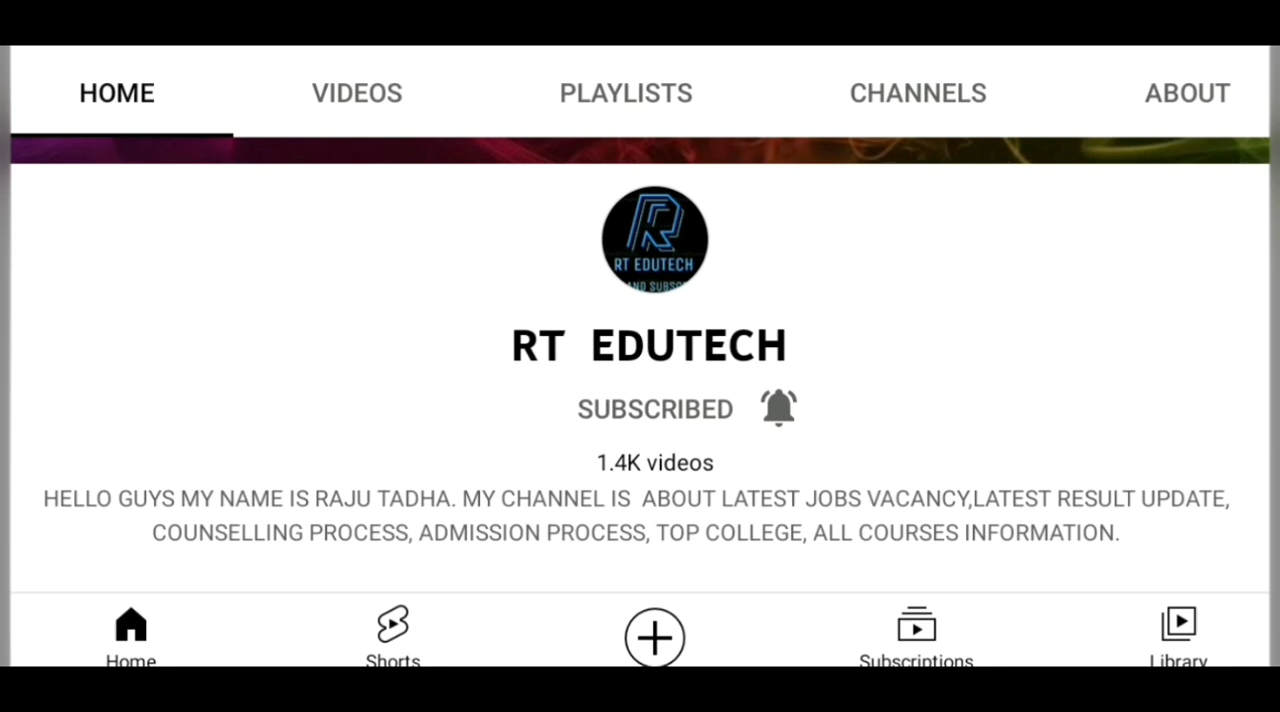 HOME VIDEOS PLAYLISTS CHANNELS ABOUT
RT EDUTECH
AND SUBSC
RT EDUTECH
SUBSCRIBED
1.4K videos
HELLO GUYS MY NAME IS RAJU TADHA. MY CHANNEL IS ABOUT LATEST JOBS VACANCY,LATEST RESULT UPDATE,
COUNSELLING PROCESS, ADMISSION PROCESS, TOP COLLEGE, ALL COURSES INFORMATION.
Home Shorts Subscriptions Library